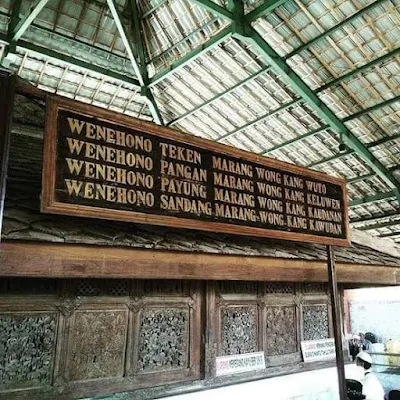 WENEHONO TEKEN MARANG WONG KANG WUTO
WENEHONO PANGAN MARANG WONG KANG KELUWEN
WENEHONO PAYUNG MARANG WONG KANG KAUDANAN
WENEHONO SANDANG MARANG WONG KANG KAWUDAN